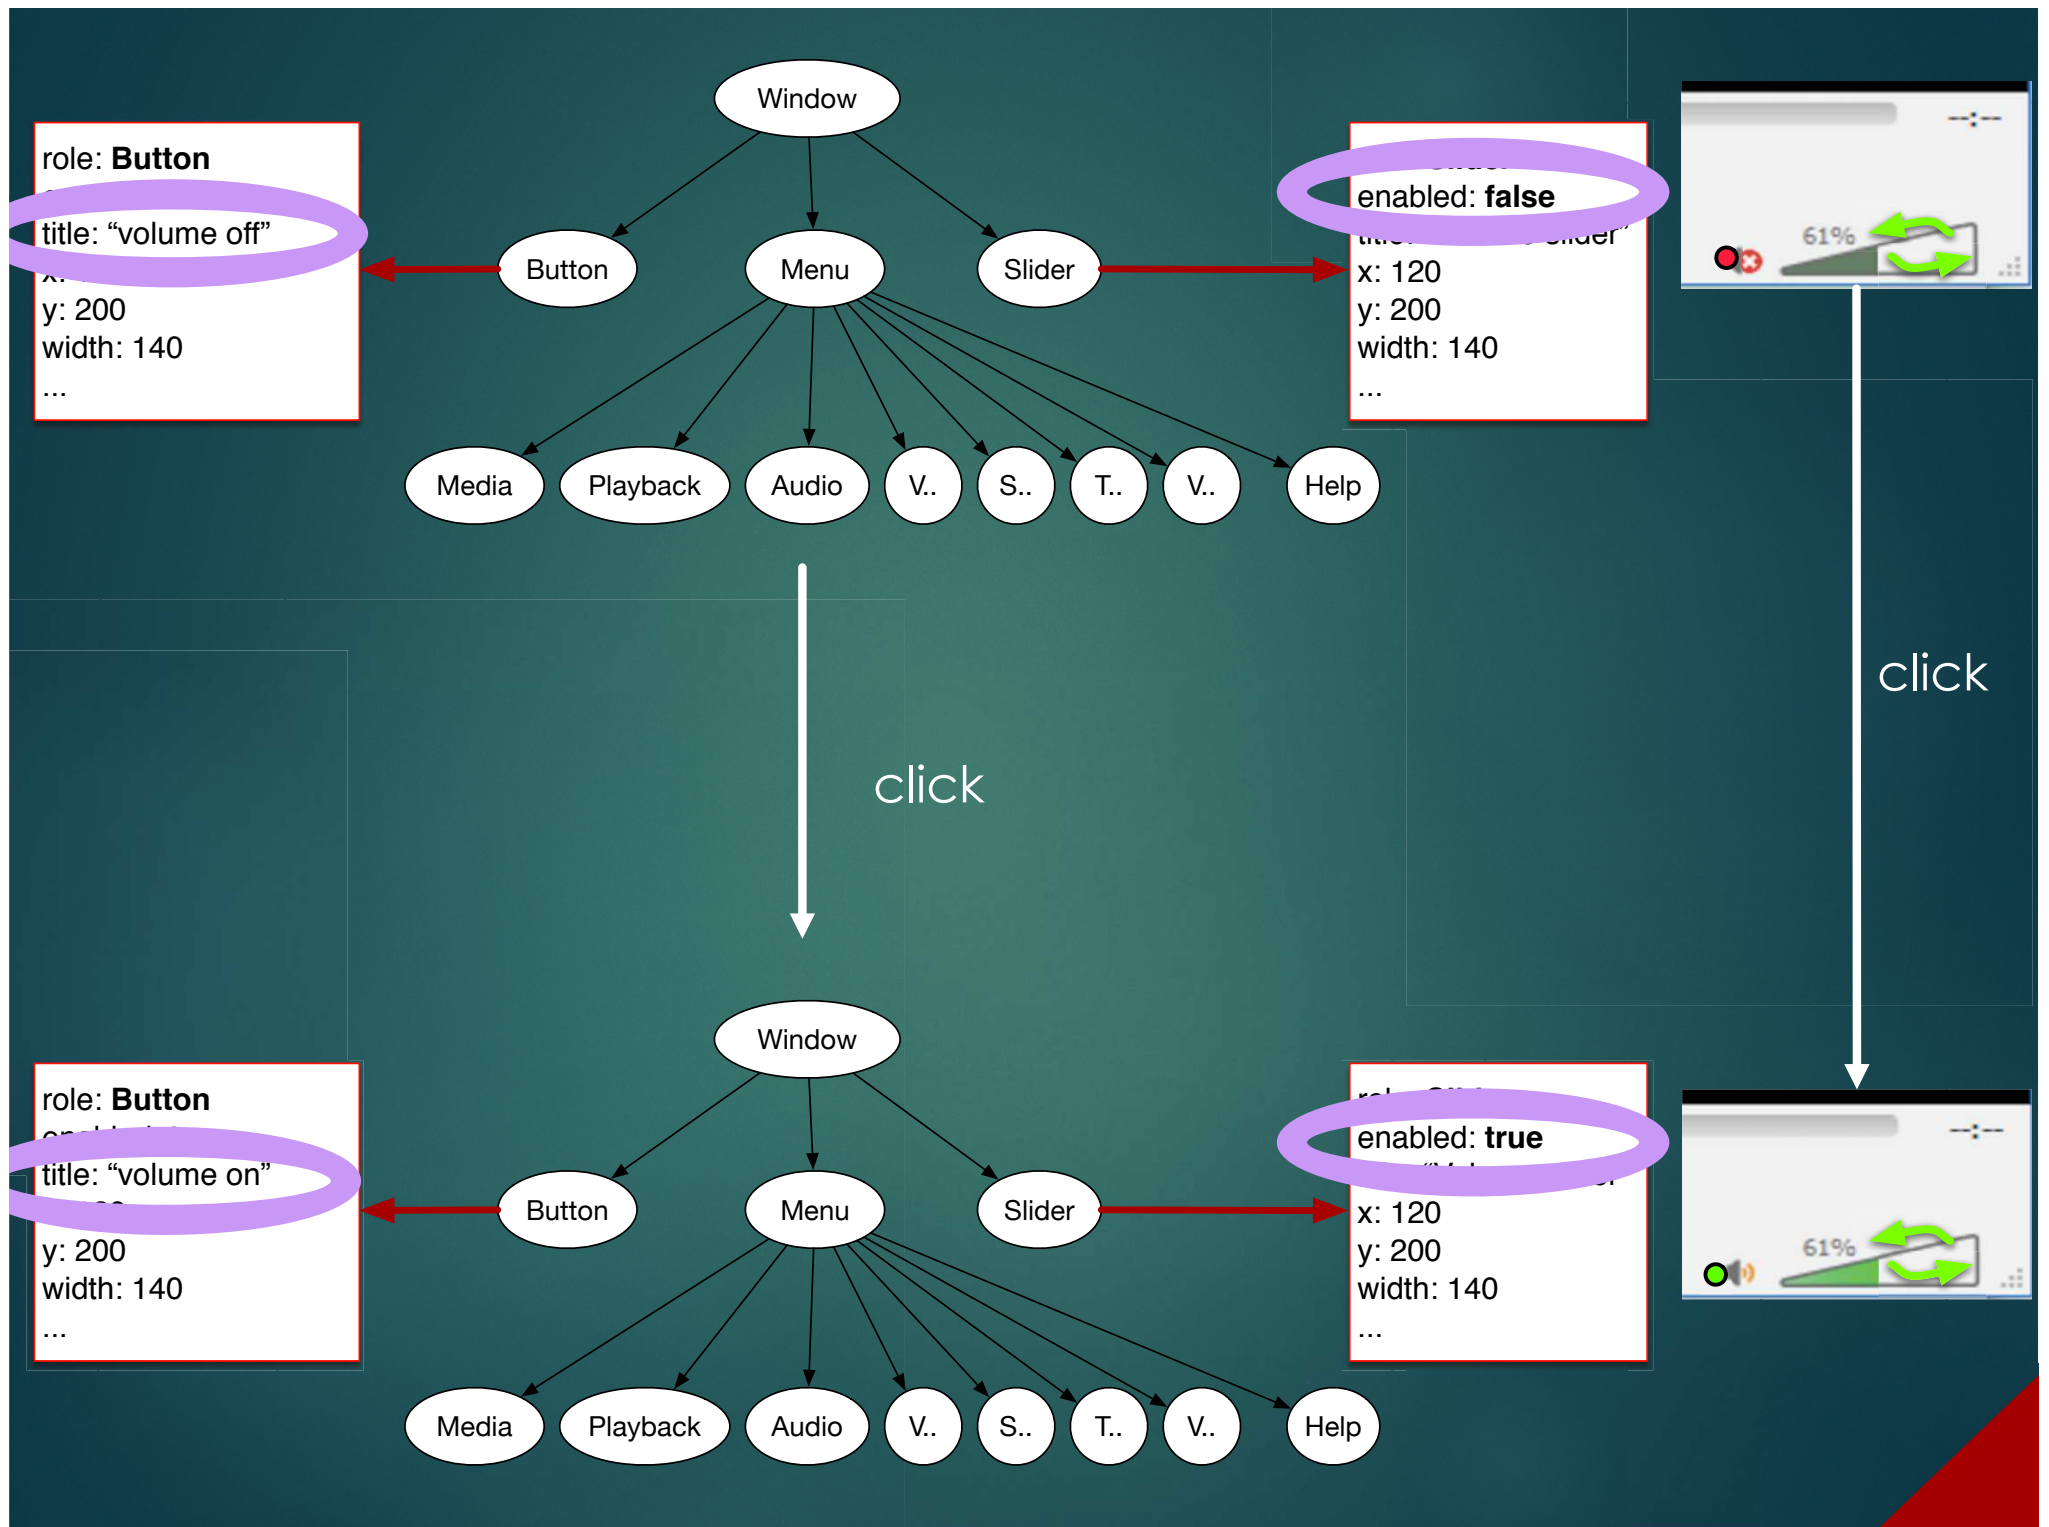 Window
role: Button
title: “volume off”
y: 200
width: 140
...
Button
Menu
Slider
enabled: false
slider”
x: 120
y: 200
width: 140
...
--:--
61%
Media
Playback
Audio
V..
S..
T..
V..
Help
click
click
Window
role: Button
title: “volume on”
y: 200
width: 140
...
Button
Menu
Slider
enabled: true
x: 120
y: 200
width: 140
...
--:--
61%
Media
Playback
Audio
V..
S..
T..
V..
Help